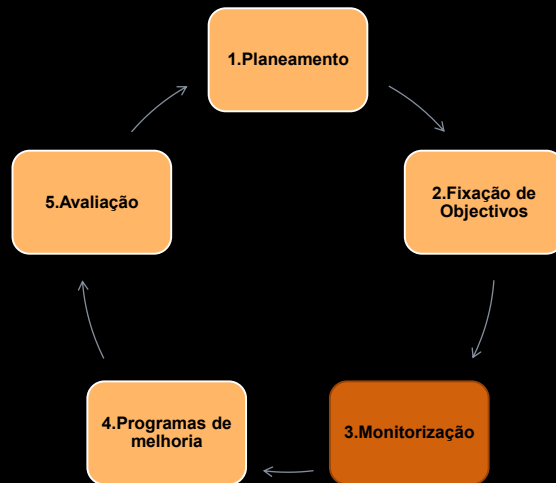 1.Planeamento
2.Fixação de
Objectivos
3.Monitorização
4.Programas de
melhoria
5.Avaliação